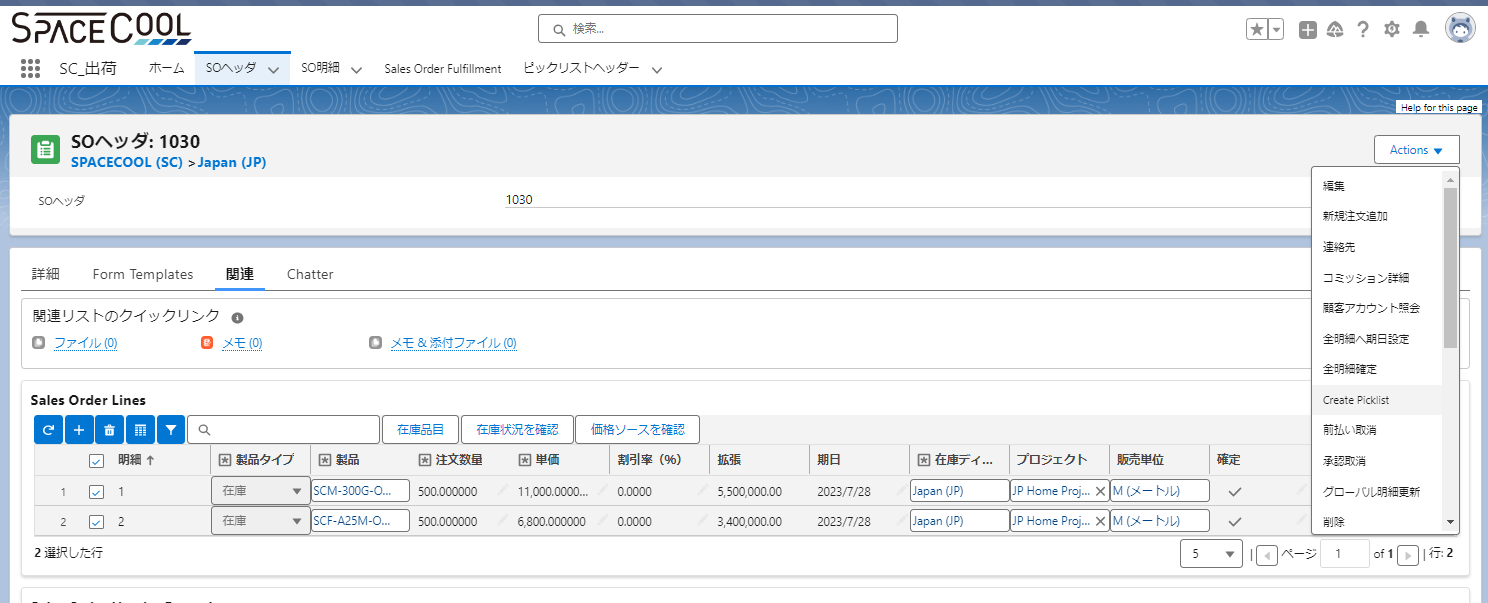 SPACECOOL
検索...
SC_出荷 ホーム SOヘッダ SO明細 Sales Order Fulfillment ピックリストヘッダー
Help for this page
SOヘッダ: 1030
SPACECOOL (SC) > Japan (JP)
Actions
SOヘッダ 1030
編集
新規注文追加
連絡先
コミッション詳細
顧客アカウント照会
全明細へ期日設定
全明細確定
Create Picklist
前払い取消
承認取消
グローバル明細更新
削除
詳細 Form Templates 関連 Chatter
関連リストのクイックリンク
ファイル (0) メモ (0) メモ & 添付ファイル (0)
Sales Order Lines
在庫品目 在庫状況を確認 価格ソースを確認
明細 製品タイプ 製品 注文数量 単価 割引率（%） 拡張 期日 在庫ディ... プロジェクト 販売単位 確定
1 1 在庫 SCM-300G-O... 500.000000 11,000.0000... 0.0000 5,500,000.00 2023/7/28 Japan (JP) JP Home Proj... M (メートル)
2 2 在庫 SCF-A25M-O... 500.000000 6,800.000000 0.0000 3,400,000.00 2023/7/28 Japan (JP) JP Home Proj... M (メートル)
2 選択した行 5 | ページ 1 of 1 | 行: 2